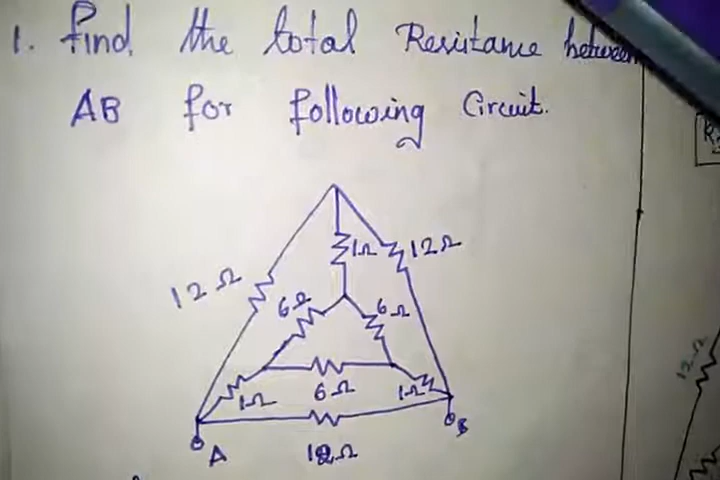 1. find the total Resistance between
AB for following Circuit.
12Ω
1Ω
12Ω
6Ω
6Ω
6Ω
1Ω
1Ω
12Ω
A
B
12Ω